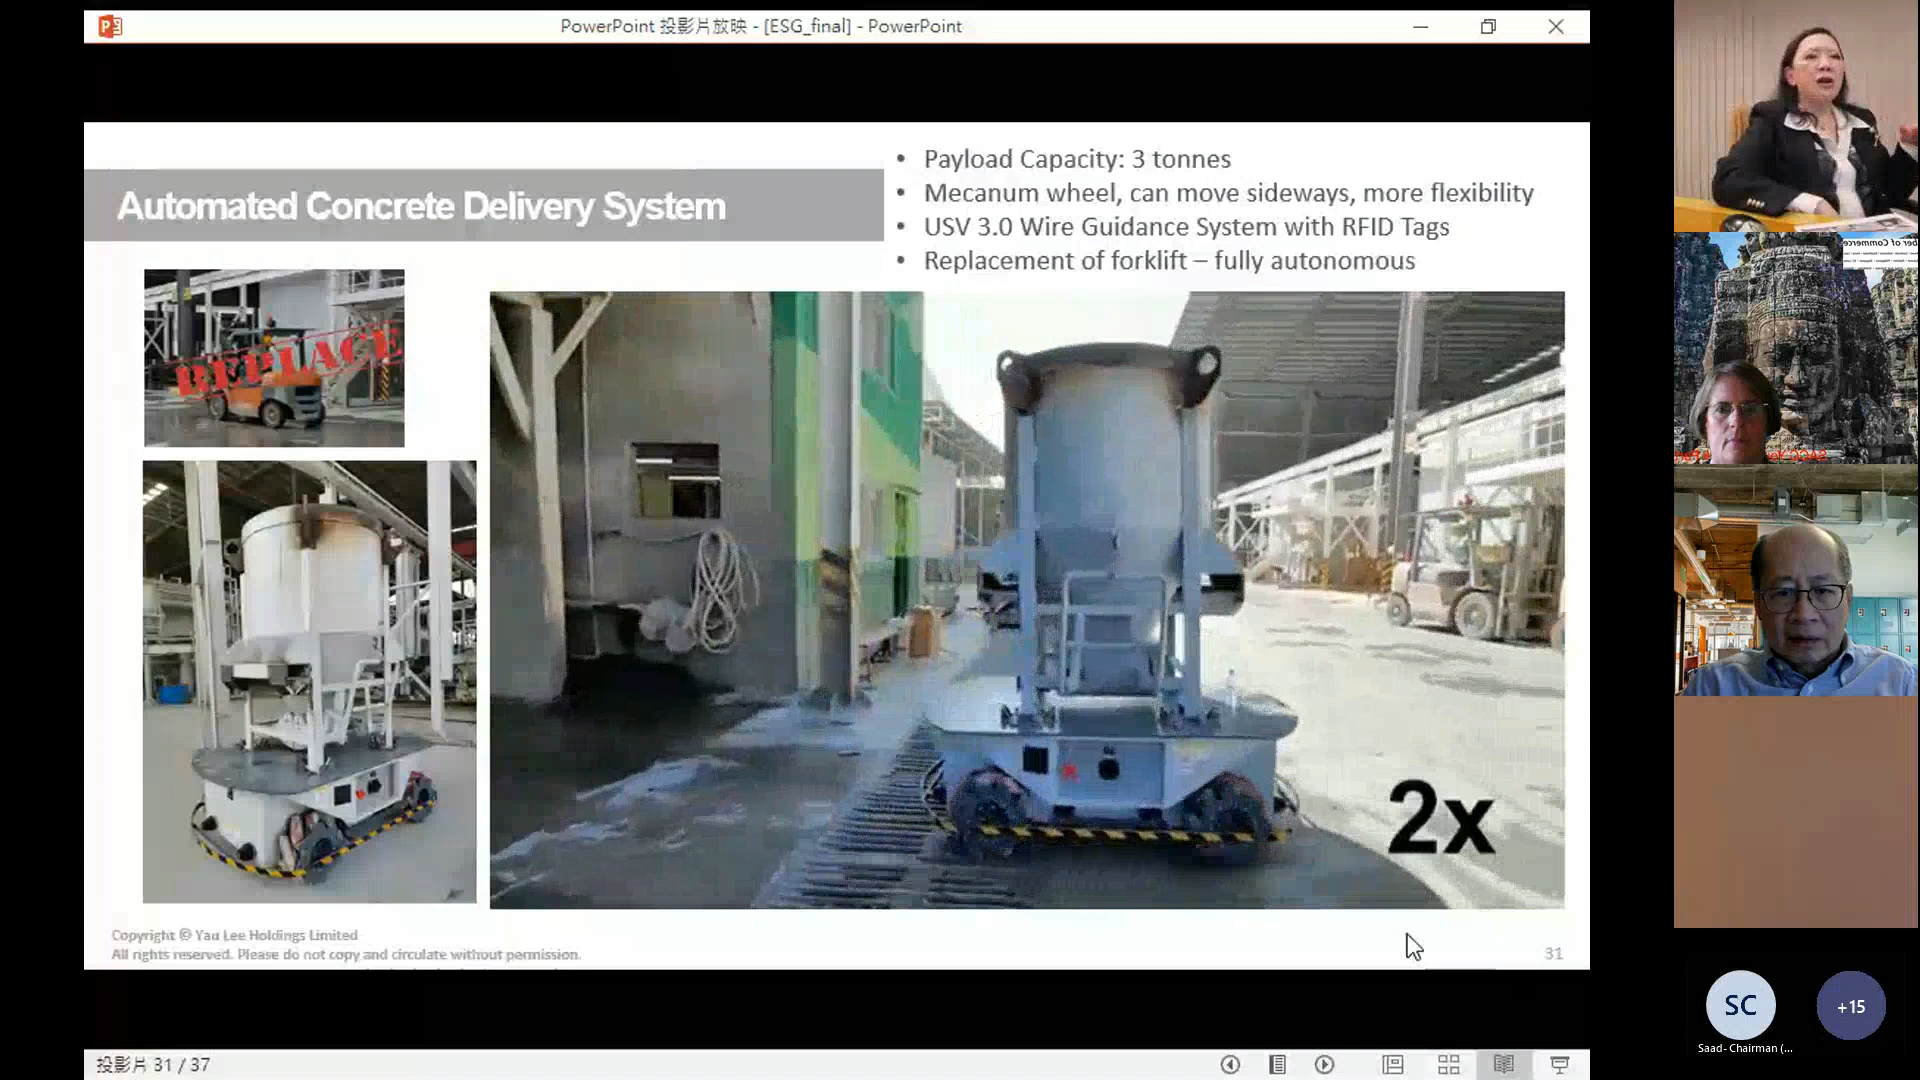 PowerPoint 投影片放映 - [ESG_final] - PowerPoint
Automated Concrete Delivery System
• Payload Capacity: 3 tonnes
• Mecanum wheel, can move sideways, more flexibility
• USV 3.0 Wire Guidance System with RFID Tags
• Replacement of forklift – fully autonomous
REPLACE
2x
Copyright © Yau Lee Holdings Limited
All rights reserved. Please do not copy and circulate without permission.
31
投影片 31 / 37
ber of Commerce
SC
+15
Saad- Chairman (...